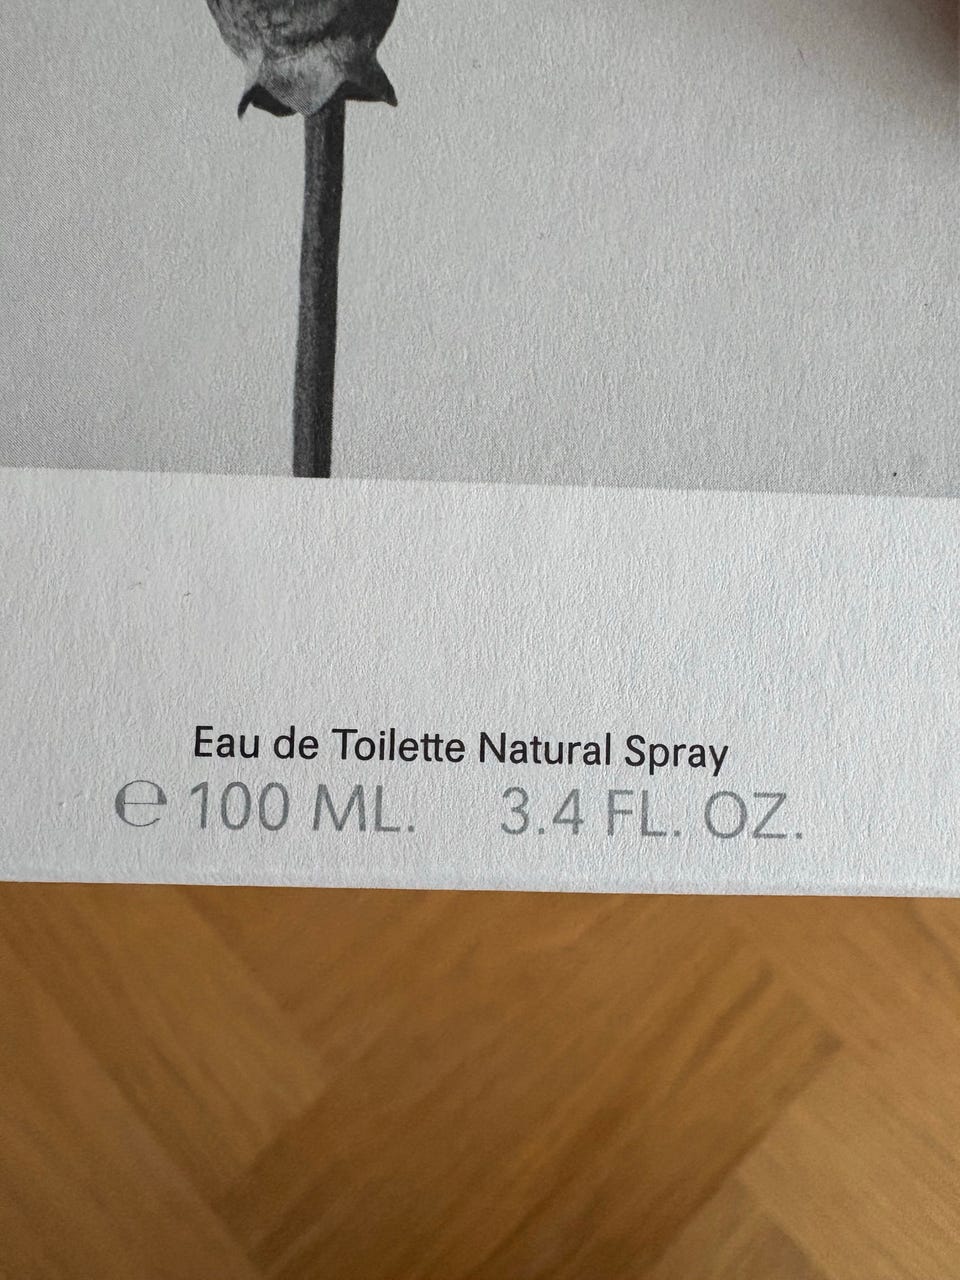 Eau de Toilette Natural Spray
℮ 100 ML. 3.4 FL. OZ.